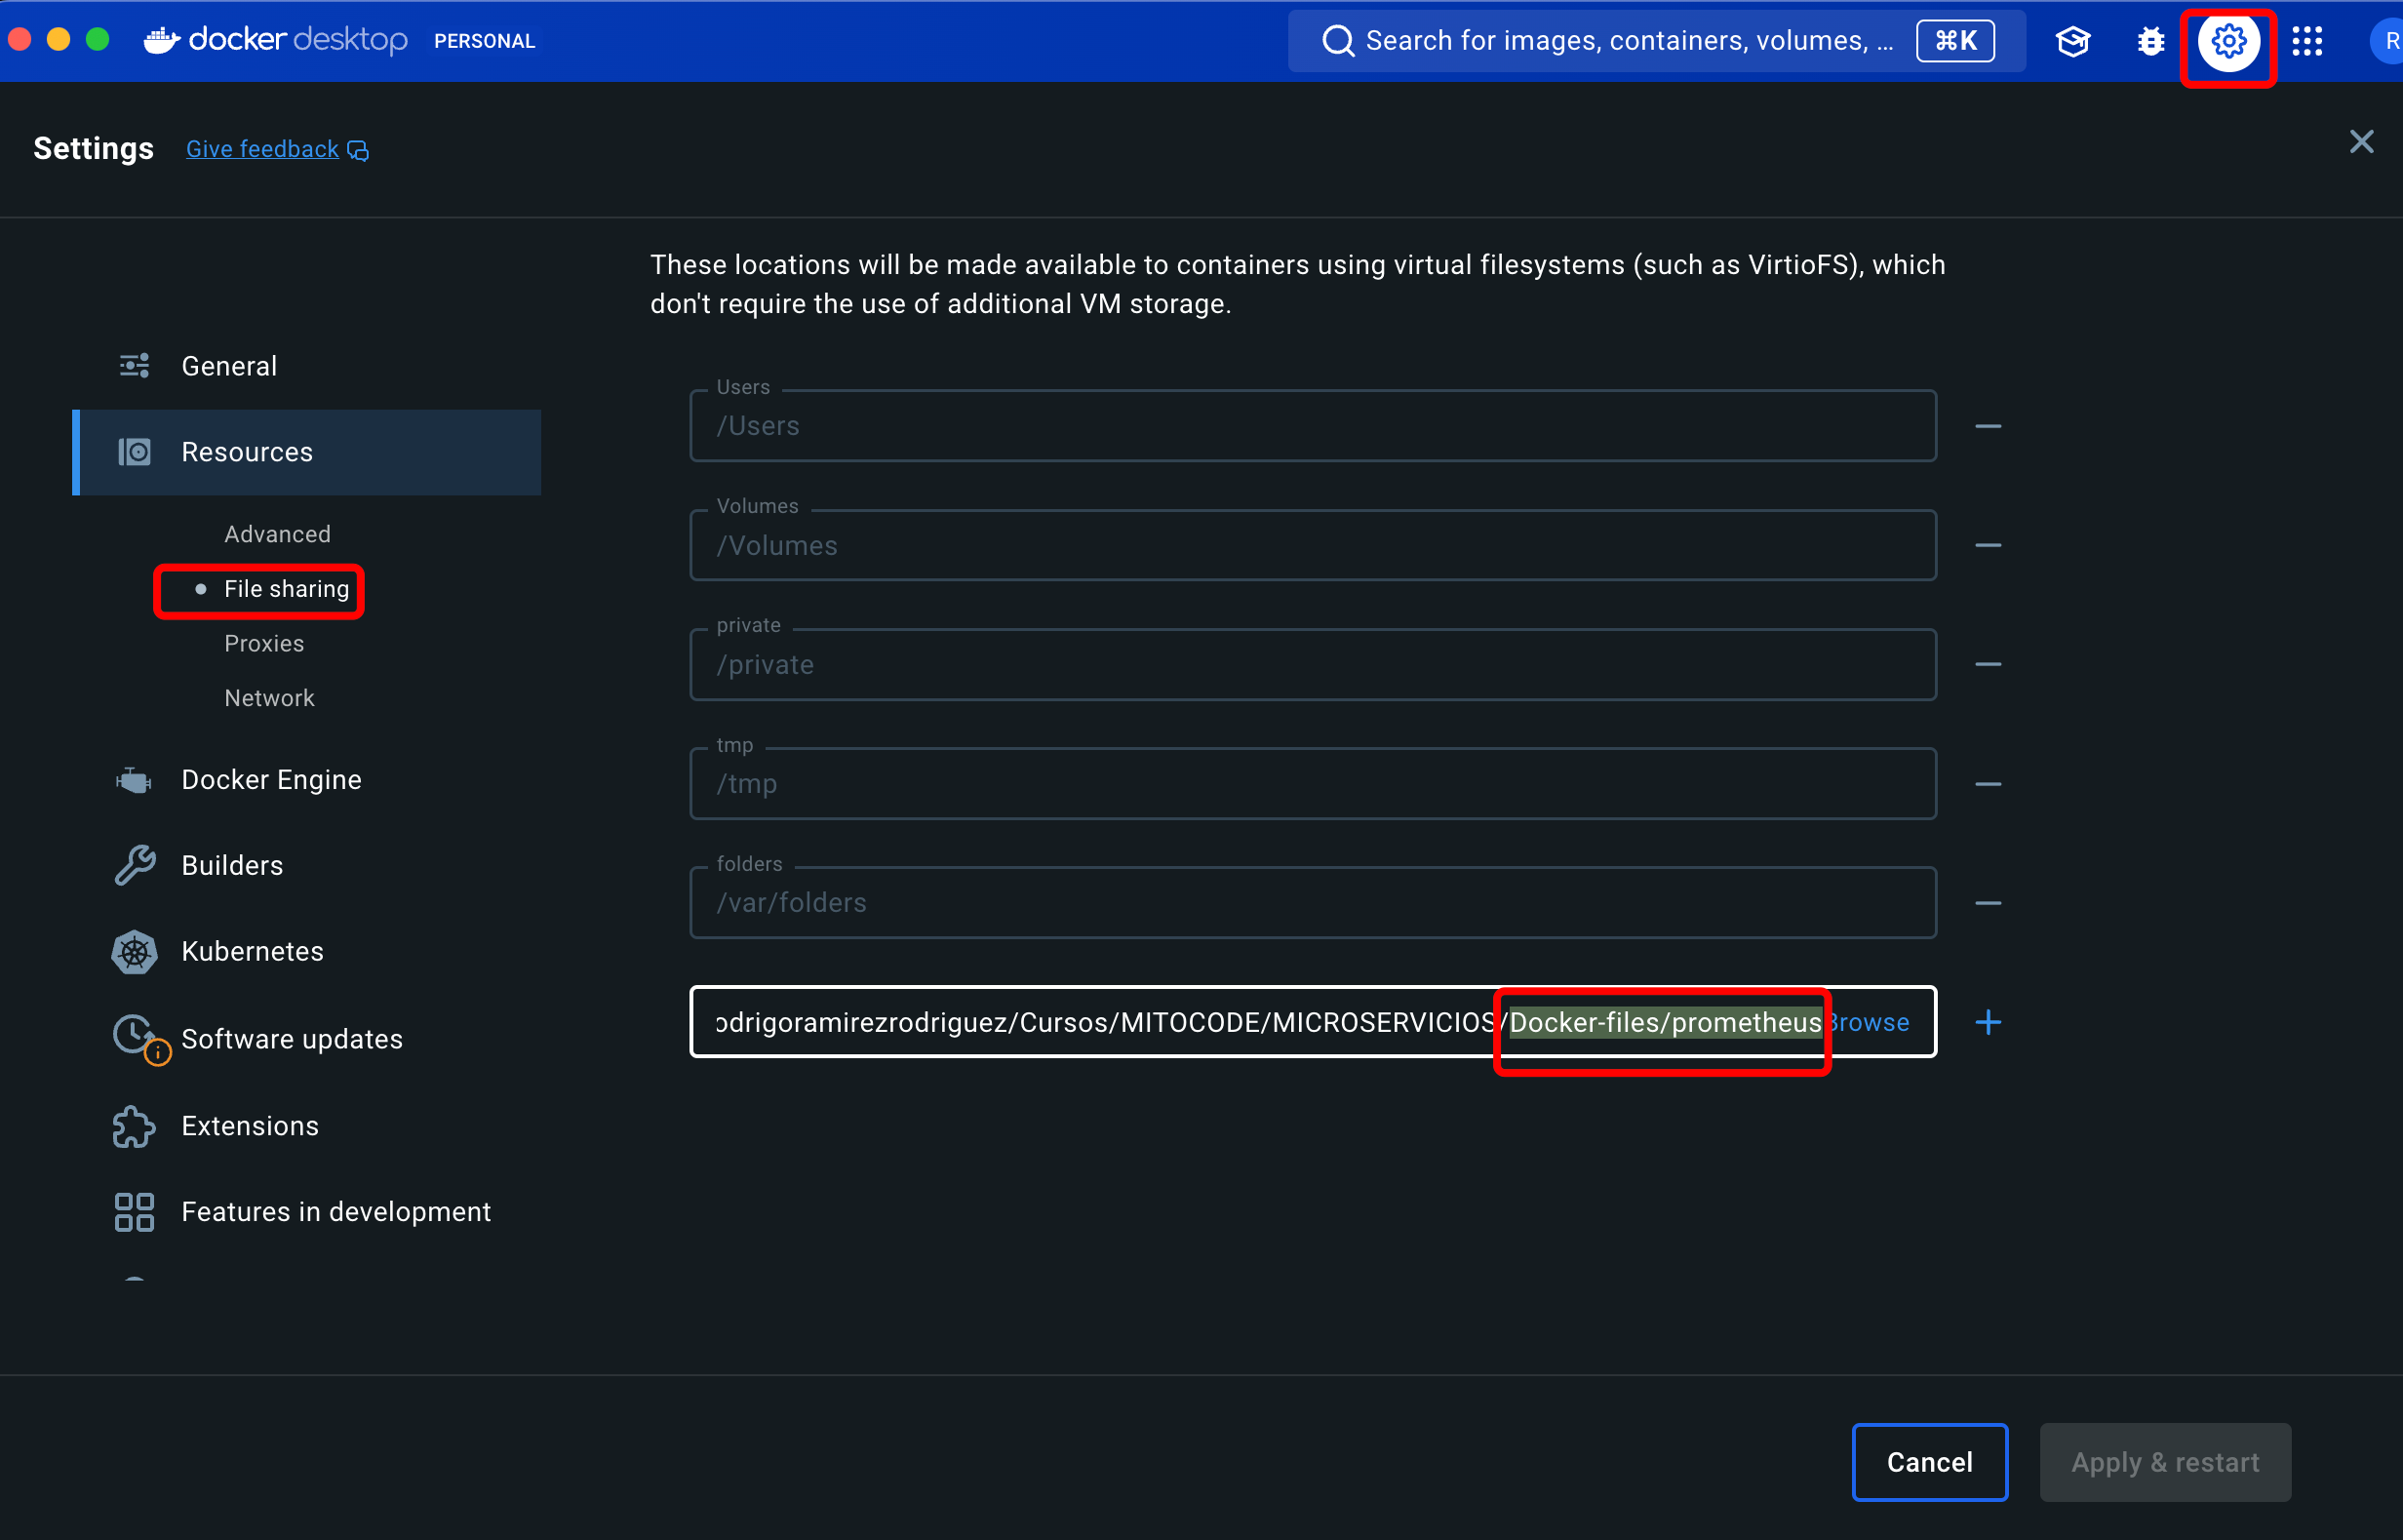 docker desktop PERSONAL
Search for images, containers, volumes, ... ⌘K
R
Settings Give feedback
These locations will be made available to containers using virtual filesystems (such as VirtioFS), which
don't require the use of additional VM storage.
General
Resources
Advanced
File sharing
Proxies
Network
Docker Engine
Builders
Kubernetes
Software updates
Extensions
Features in development
Users
/Users
Volumes
/Volumes
private
/private
tmp
/tmp
folders
/var/folders
odrigoramirezrodriguez/Cursos/MITOCODE/MICROSERVICIOS/Docker-files/prometheus Browse
Cancel
Apply & restart